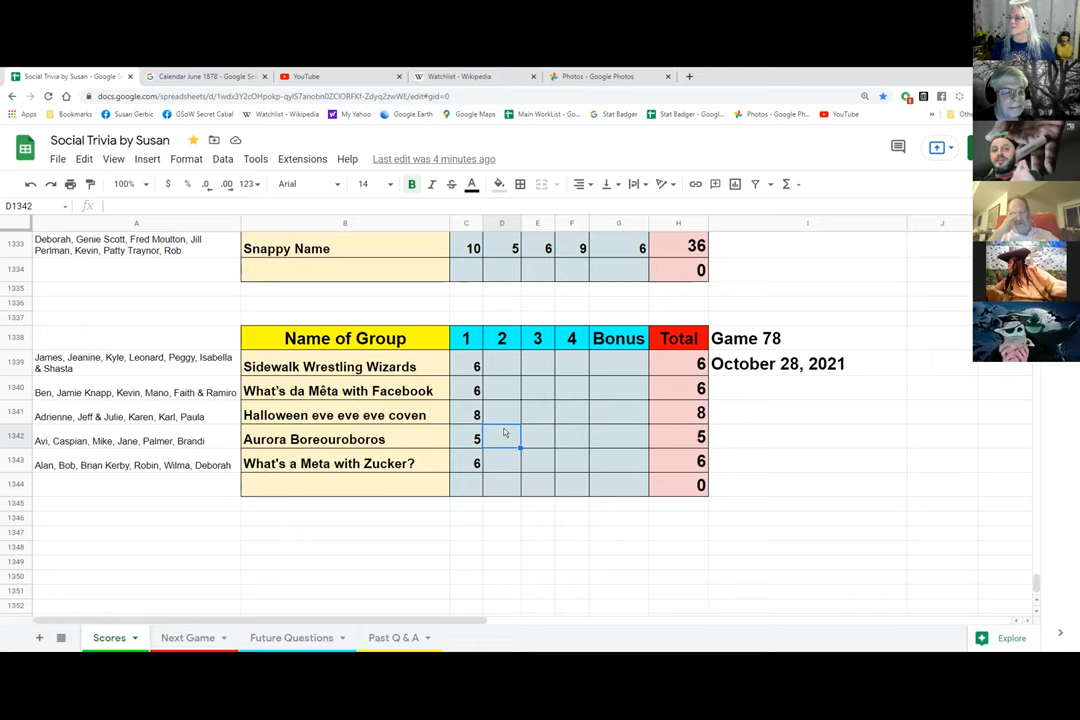 Social Trivia by Susan - Google S
Calendar June 1878 - Google Se
YouTube
Watchlist - Wikipedia
Photos - Google Photos
docs.google.com/spreadsheets/d/1wdx3Y2cOHpokp-qyIS7anobn0ZCIORFKf-Zdyq2zwWE/edit#gid=0
Apps
Bookmarks
Susan Gerbic
GSoW Secret Cabal
Watchlist - Wikipedia
My Yahoo
Google Earth
Google Maps
Main WorkList - Go...
Stat Badger
Stat Badger - Googl...
Google Photos - Ph...
YouTube
Social Trivia by Susan
File Edit View Insert Format Data Tools Extensions Help Last edit was 4 minutes ago
100% $ % .0 .00 123 Arial 14 B I S A
D1342 fx
A B C D E F G H I J
1333 Deborah, Genie Scott, Fred Moulton, Jill
Perlman, Kevin, Patty Traynor, Rob
Snappy Name 10 5 6 9 6 36
1334 0
1335
1336
1337
1338 Name of Group 1 2 3 4 Bonus Total Game 78
1339 James, Jeanine, Kyle, Leonard, Peggy, Isabella
& Shasta
Sidewalk Wrestling Wizards 6 6 October 28, 2021
1340 Ben, Jamie Knapp, Kevin, Mano, Faith & Ramiro What's da Mêta with Facebook 6 6
1341 Adrienne, Jeff & Julie, Karen, Karl, Paula Halloween eve eve eve coven 8 8
1342 Avi, Caspian, Mike, Jane, Palmer, Brandi Aurora Boreouroboros 5 5
1343 Alan, Bob, Brian Kerby, Robin, Wilma, Deborah What's a Meta with Zucker? 6 6
1344 0
1345
1346
1347
1348
1349
1350
1351
1352
Scores Next Game Future Questions Past Q & A Explore